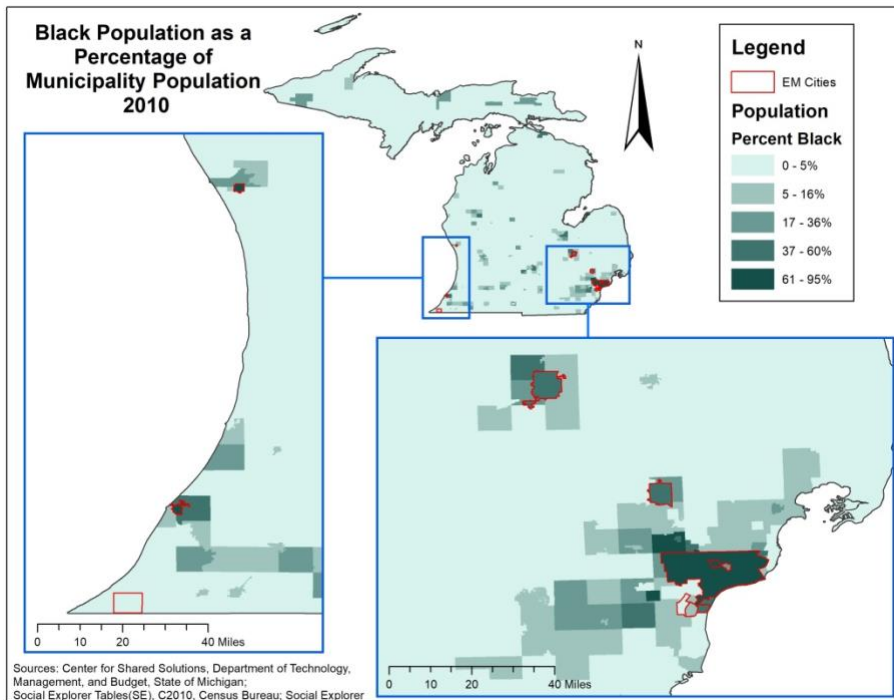 Black Population as a
Percentage of
Municipality Population
2010
N
Legend
EM Cities
Population
Percent Black
0 - 5%
5 - 16%
17 - 36%
37 - 60%
61 - 95%
0 10 20 40 Miles
0 10 20 40 Miles
Sources: Center for Shared Solutions, Department of Technology,
Management, and Budget, State of Michigan;
Social Explorer Tables(SE), C2010, Census Bureau; Social Explorer